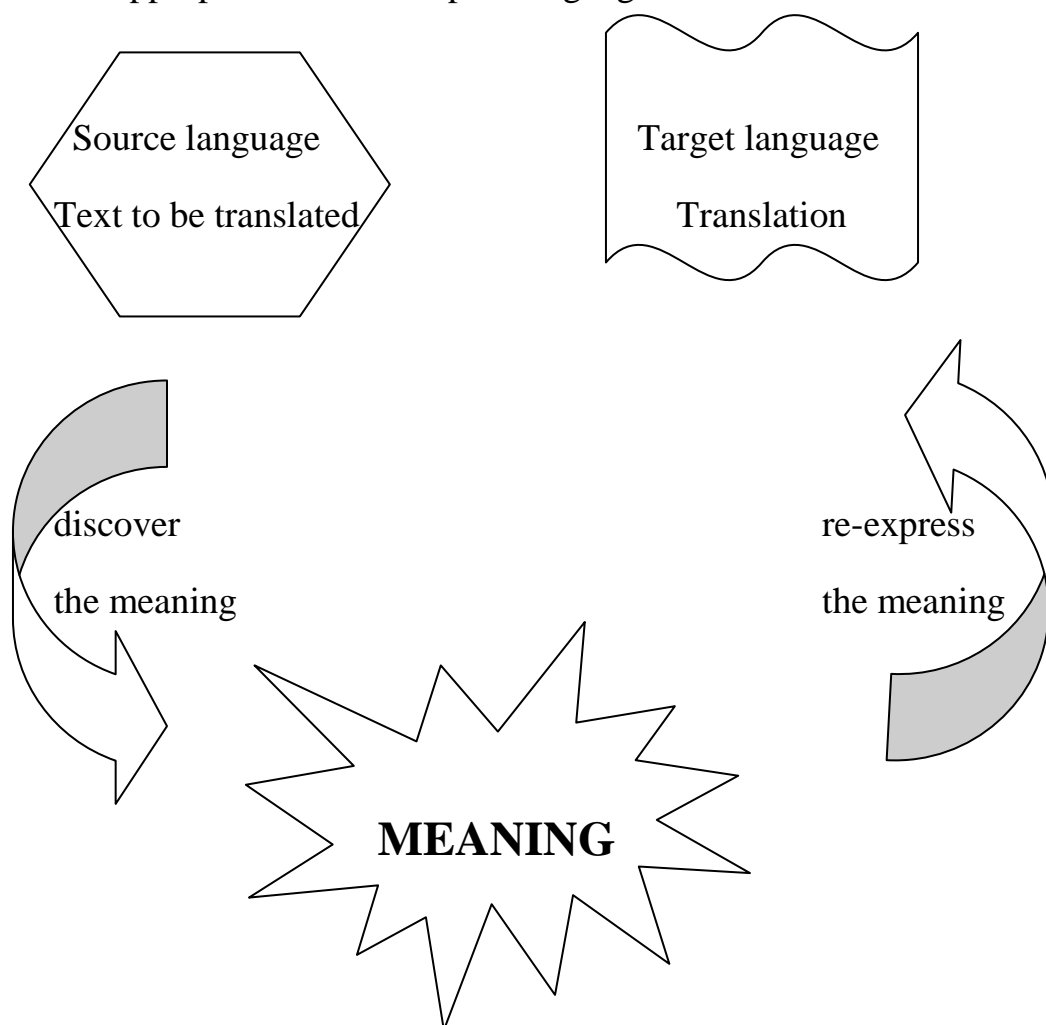 Source language
Text to be translated
Target language
Translation
discover
the meaning
re-express
the meaning
MEANING